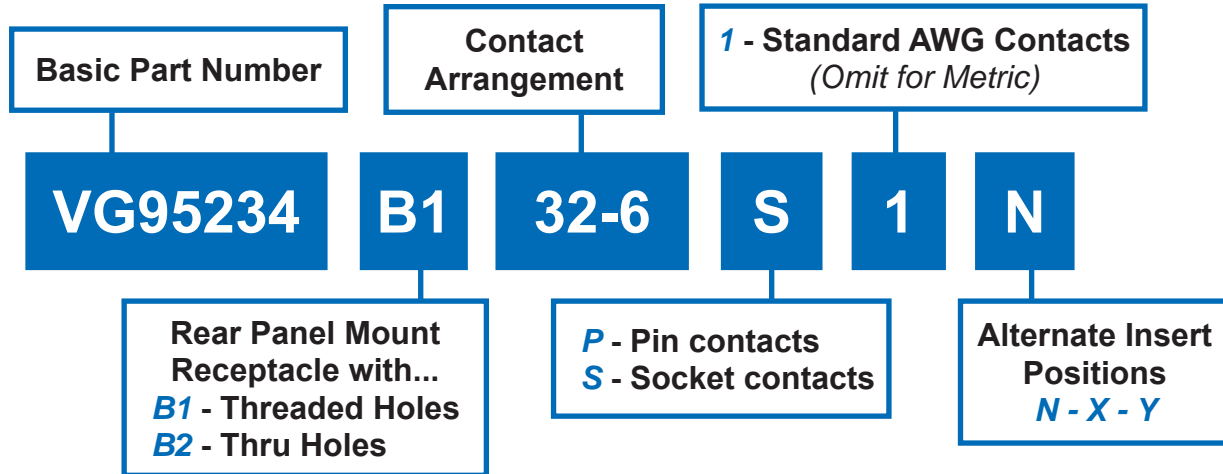 Basic Part Number
Contact
Arrangement
1 - Standard AWG Contacts
(Omit for Metric)
VG95234 B1 32-6 S 1 N
Rear Panel Mount
Receptacle with...
B1 - Threaded Holes
B2 - Thru Holes
P - Pin contacts
S - Socket contacts
Alternate Insert
Positions
N - X - Y